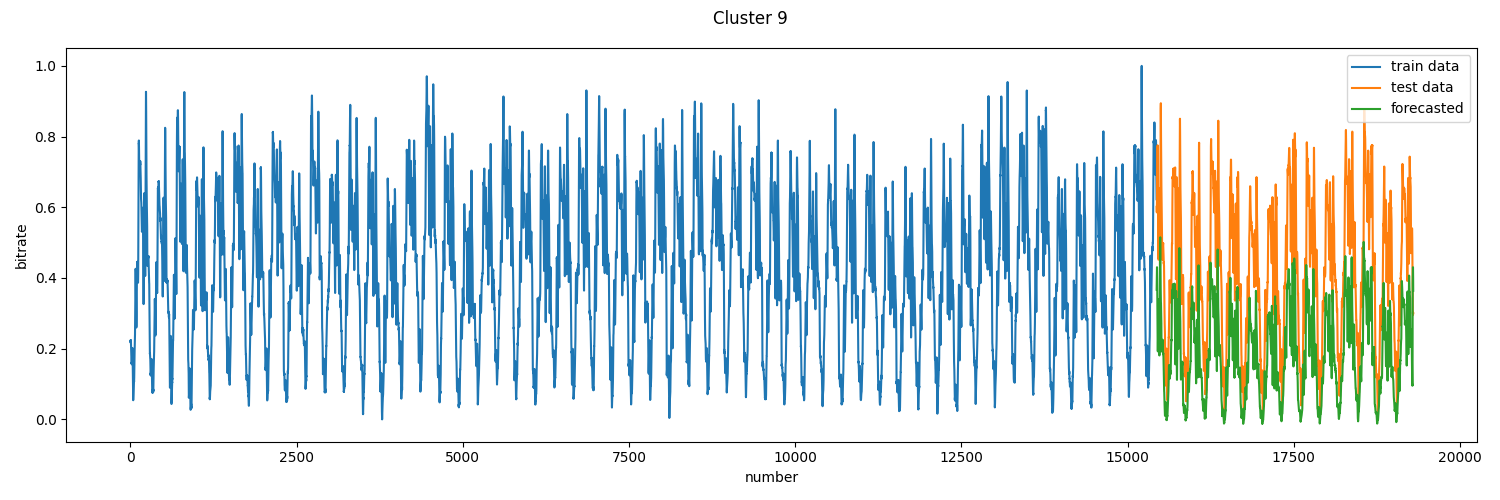 Cluster 9
1.0
0.8
0.6
0.4
0.2
0.0
bitrate
0 2500 5000 7500 10000 12500 15000 17500 20000
number
train data
test data
forecasted